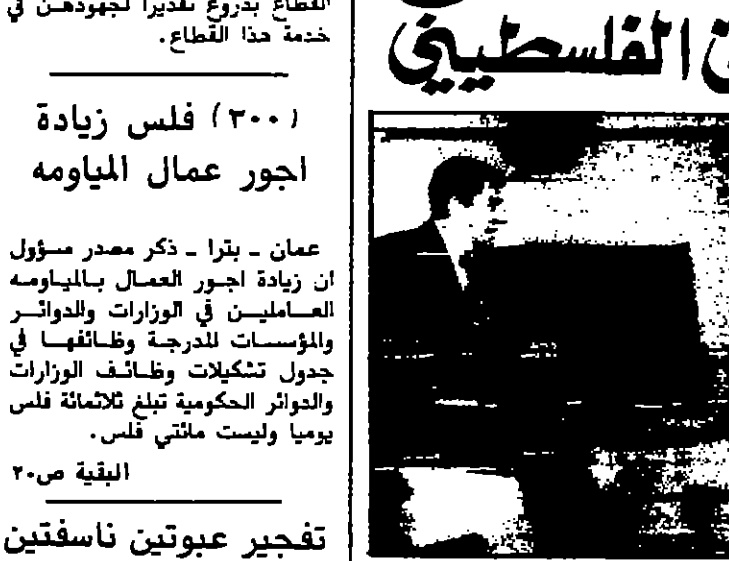 القطاع بدروع تقديرا لجهودهن في
خدمة هذا القطاع.
(٣٠٠) فلس زيادة
اجور عمال المياومه
عمان ـ بترا ـ ذكر مصدر مسؤول
ان زيادة اجور العمال بالمياومه
العاملين في الوزارات والدوائر
والمؤسسات المدرجة وظائفها في
جدول تشكيلات وظائف الوزارات
والدوائر الحكومية تبلغ ثلاثمائة فلس
يوميا وليست مائتي فلس.
البقية ص٢٠
تفجير عبوتين ناسفتين
الفلسطيني